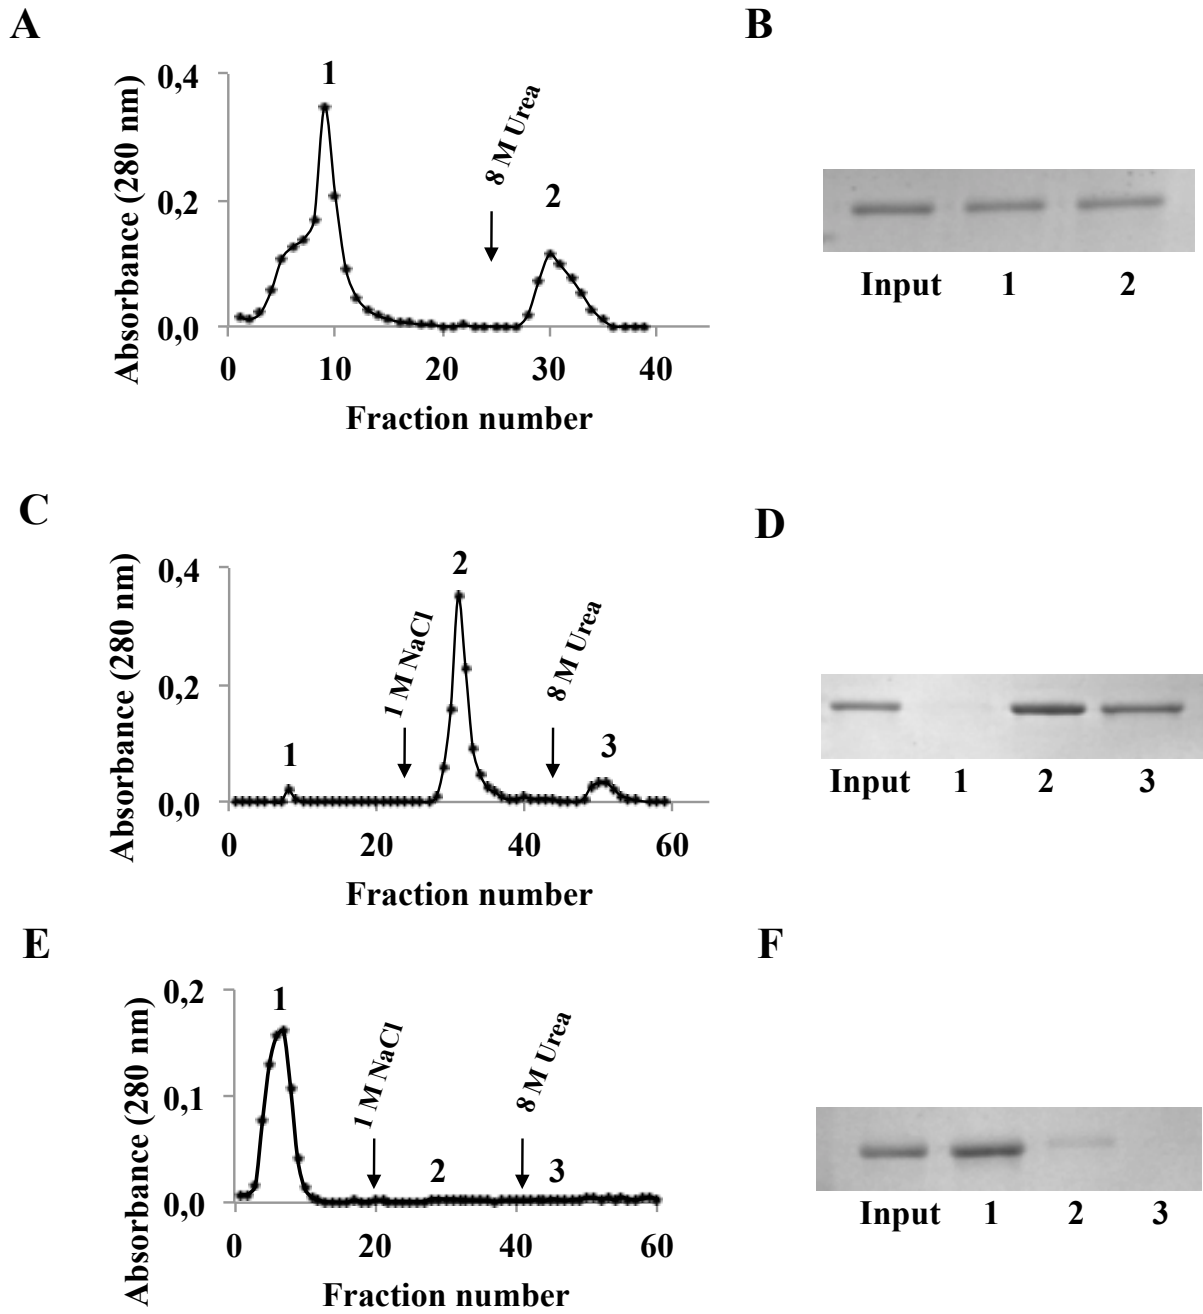 A
B
0,4
0,2
0,0
Absorbance (280 nm)
1
8 M Urea
2
0
10
20
30
40
Fraction number
Input 1 2
C
D
0,4
0,2
0,0
Absorbance (280 nm)
1
1 M NaCl
2
8 M Urea
3
0
20
40
60
Fraction number
Input 1 2 3
E
F
0,2
0,1
0,0
Absorbance (280 nm)
1
1 M NaCl
2
8 M Urea
3
0
20
40
60
Fraction number
Input 1 2 3